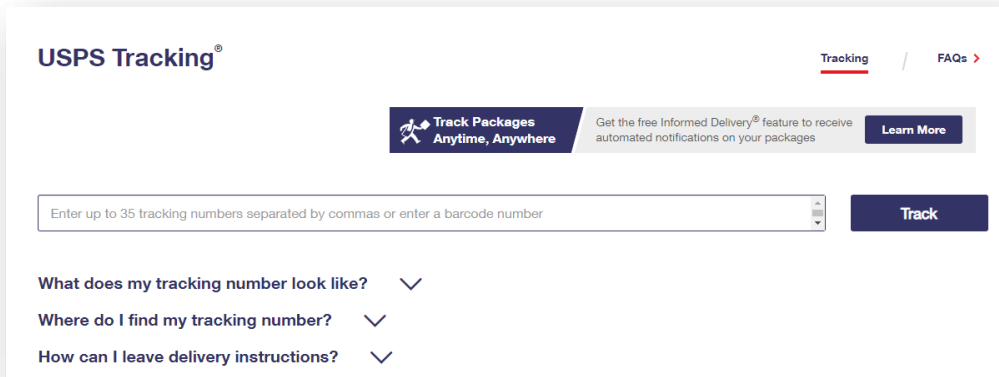 USPS Tracking®
Tracking / FAQs >
Track Packages
Anytime, Anywhere
Get the free Informed Delivery® feature to receive
automated notifications on your packages
Learn More
Enter up to 35 tracking numbers separated by commas or enter a barcode number
Track
What does my tracking number look like?
Where do I find my tracking number?
How can I leave delivery instructions?